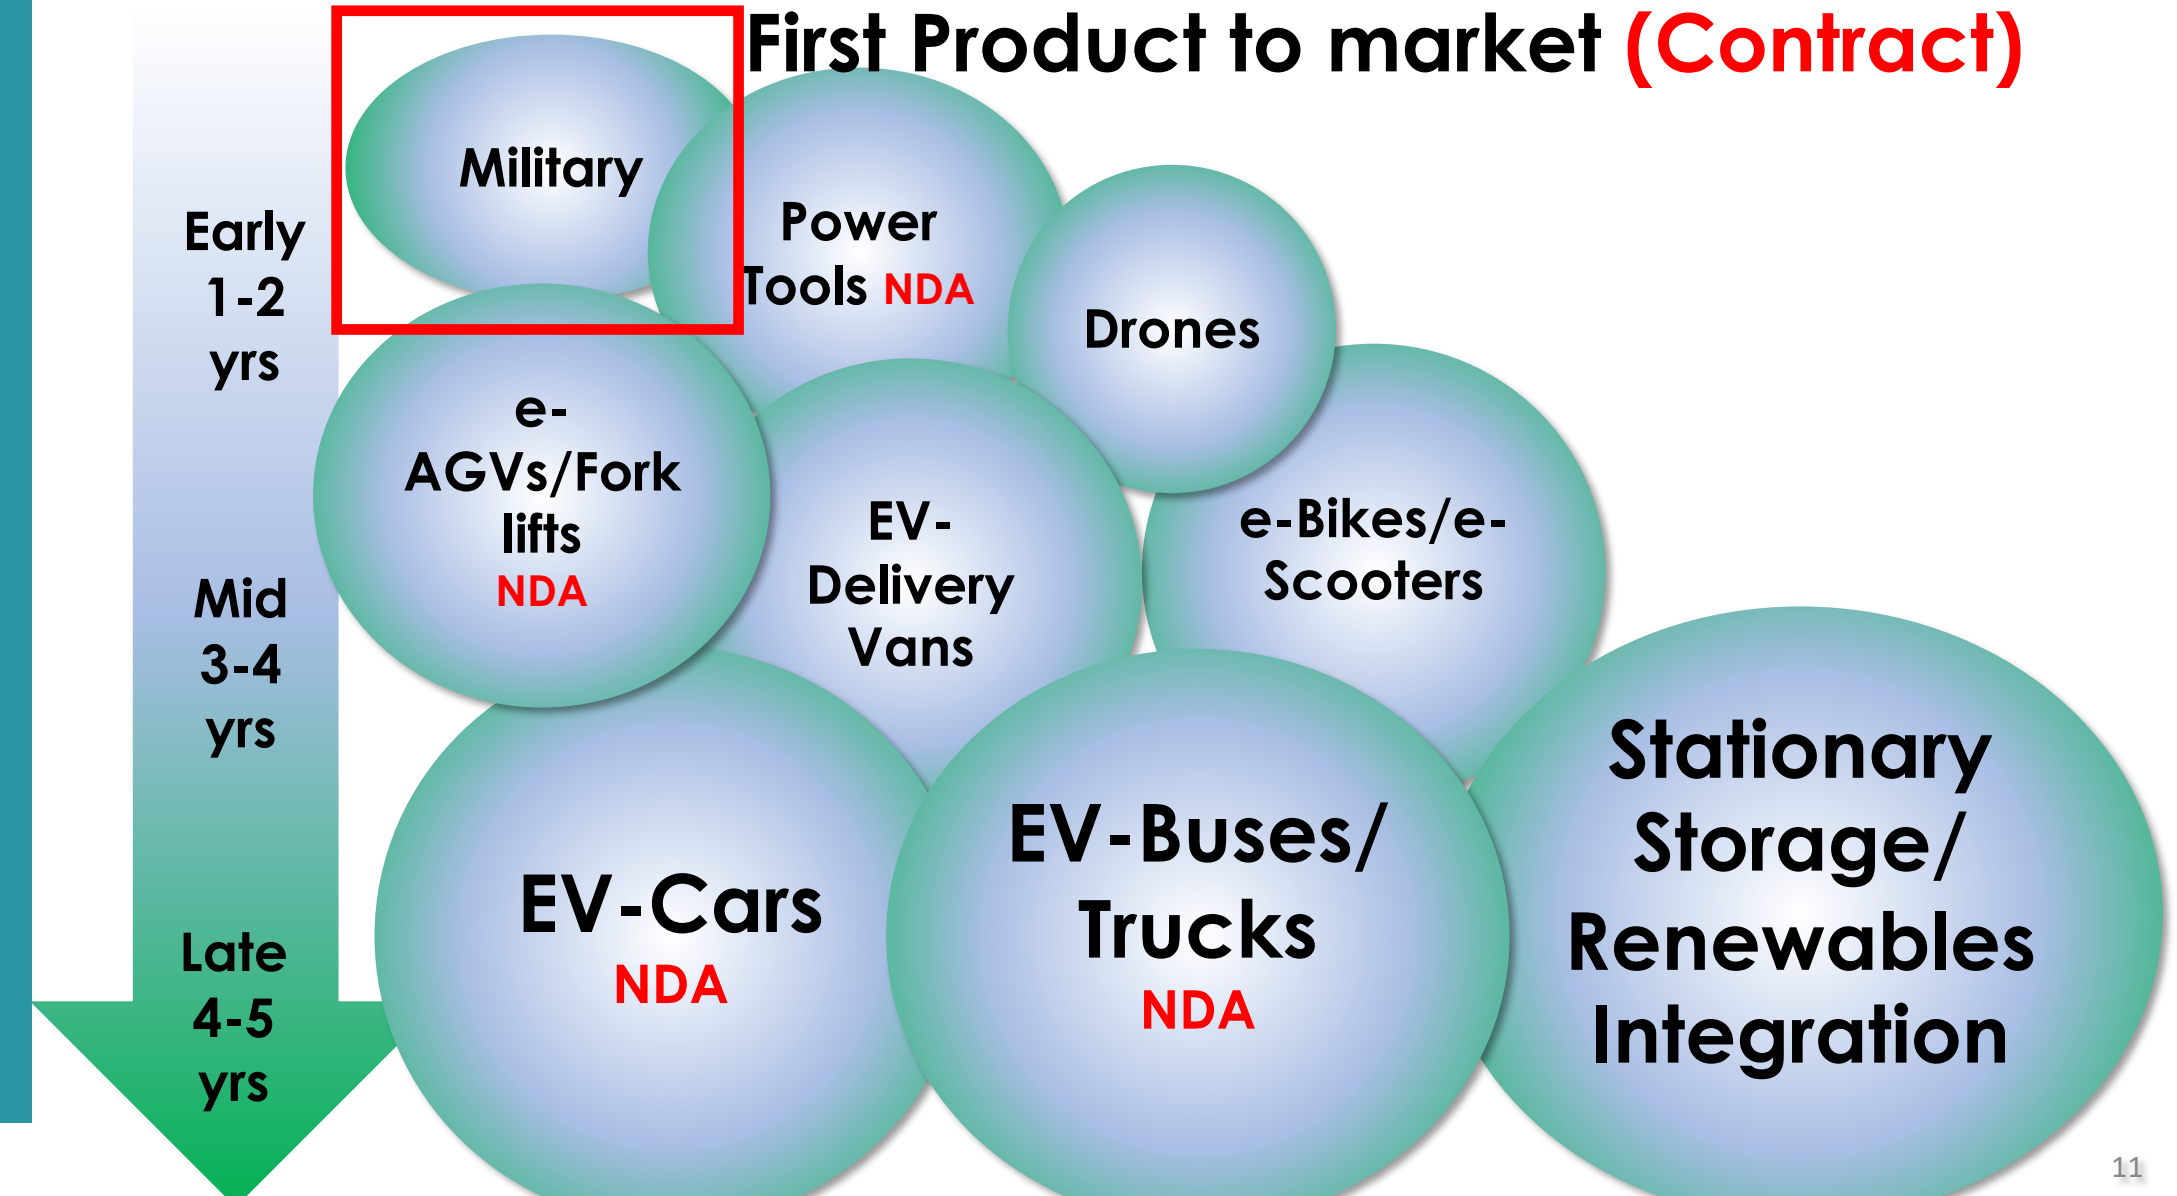 First Product to market (Contract)
Military
Power
Tools NDA
Drones
Early
1-2
yrs
e-
AGVs/Fork
lifts
NDA
EV-
Delivery
Vans
e-Bikes/e-
Scooters
Mid
3-4
yrs
EV-Cars
NDA
EV-Buses/
Trucks
NDA
Stationary
Storage/
Renewables
Integration
Late
4-5
yrs
11